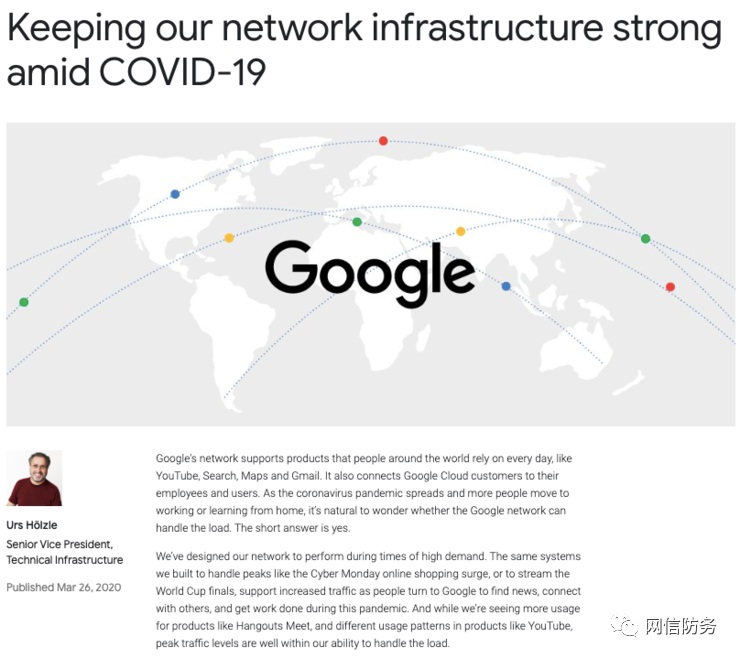 Keeping our network infrastructure strong
amid COVID-19
Google
Urs Hölzle
Senior Vice President,
Technical Infrastructure
Published Mar 26, 2020
Google's network supports products that people around the world rely on every day, like
YouTube, Search, Maps and Gmail. It also connects Google Cloud customers to their
employees and users. As the coronavirus pandemic spreads and more people move to
working or learning from home, it's natural to wonder whether the Google network can
handle the load. The short answer is yes.
We've designed our network to perform during times of high demand. The same systems
we built to handle peaks like the Cyber Monday online shopping surge, or to stream the
World Cup finals, support increased traffic as people turn to Google to find news, connect
with others, and get work done during this pandemic. And while we're seeing more usage
for products like Hangouts Meet, and different usage patterns in products like YouTube,
peak traffic levels are well within our ability to handle the load.
网信防务